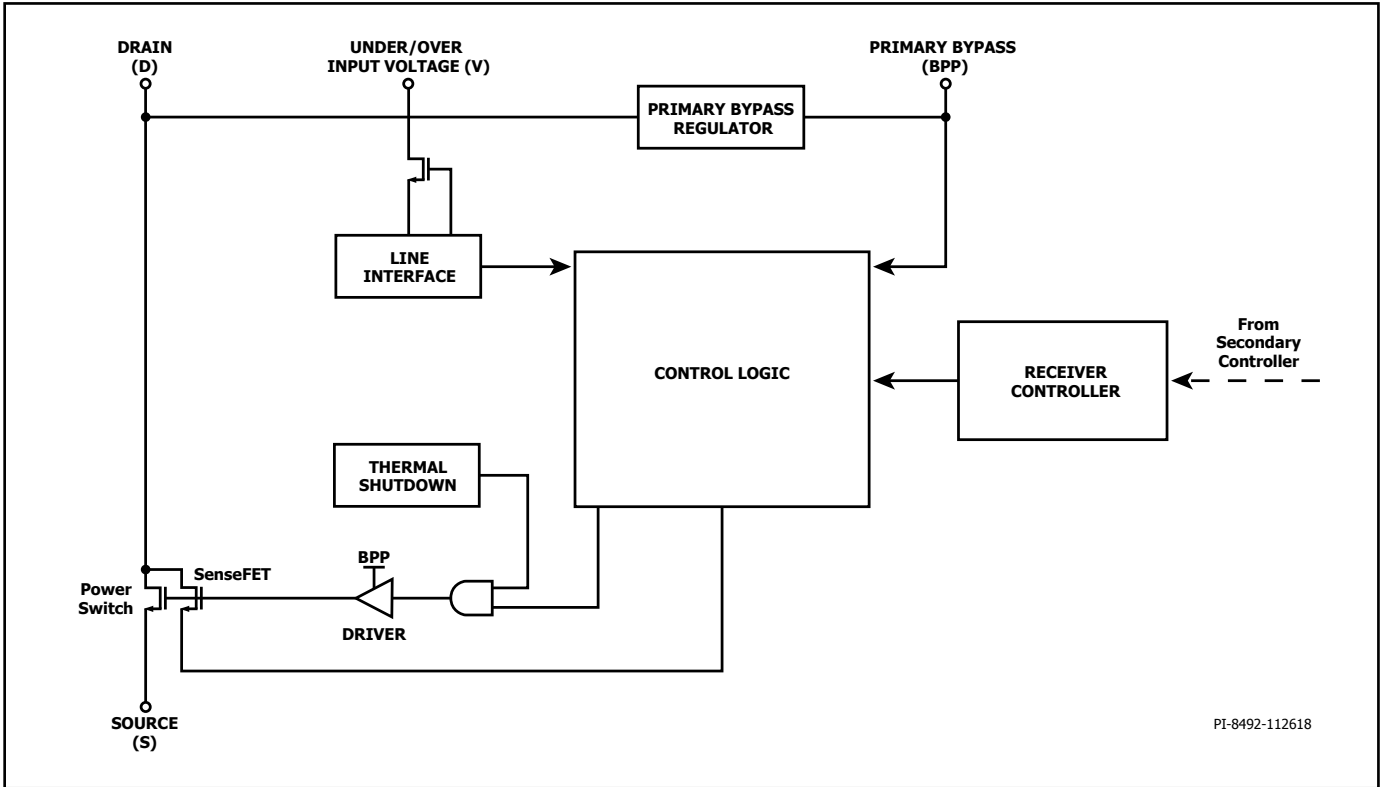 DRAIN
(D)
UNDER/OVER
INPUT VOLTAGE (V)
PRIMARY BYPASS
(BPP)
PRIMARY BYPASS
REGULATOR
LINE
INTERFACE
CONTROL LOGIC
RECEIVER
CONTROLLER
From
Secondary
Controller
THERMAL
SHUTDOWN
BPP
SenseFET
Power
Switch
DRIVER
SOURCE
(S)
PI-8492-112618